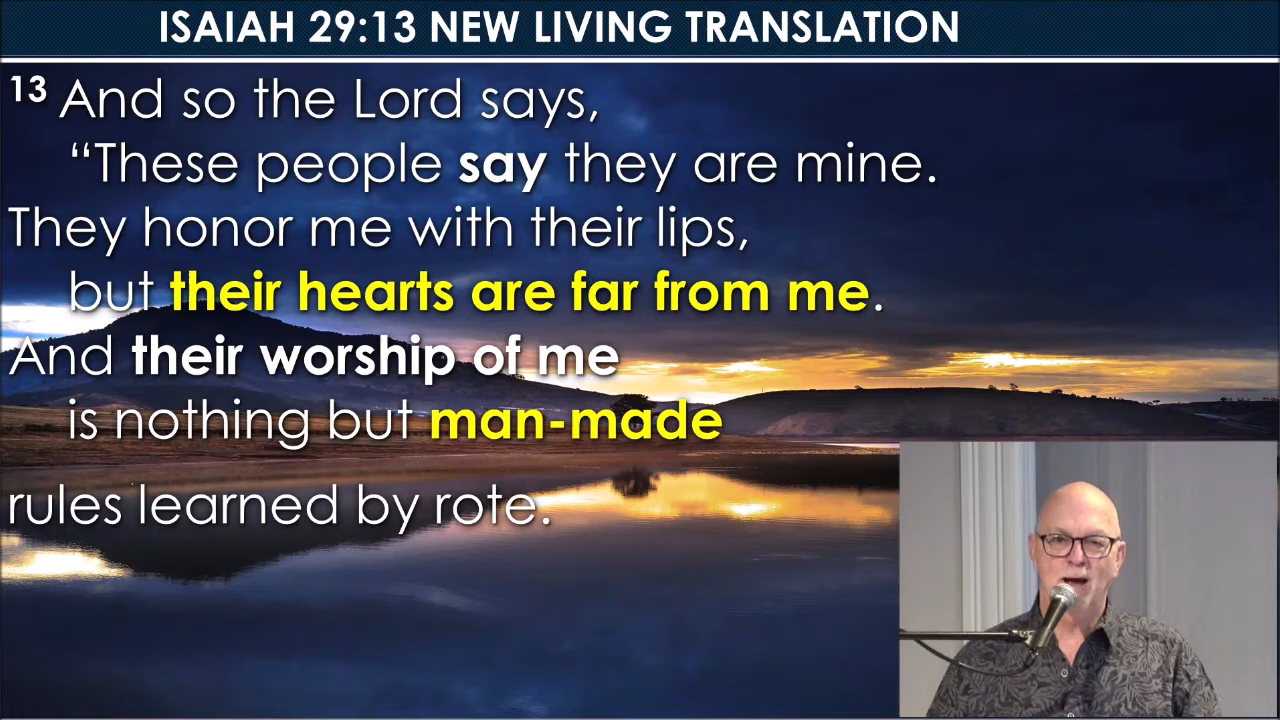 ISAIAH 29:13 NEW LIVING TRANSLATION
13 And so the Lord says,
“These people say they are mine.
They honor me with their lips,
but their hearts are far from me.
And their worship of me
is nothing but man-made
rules learned by rote.